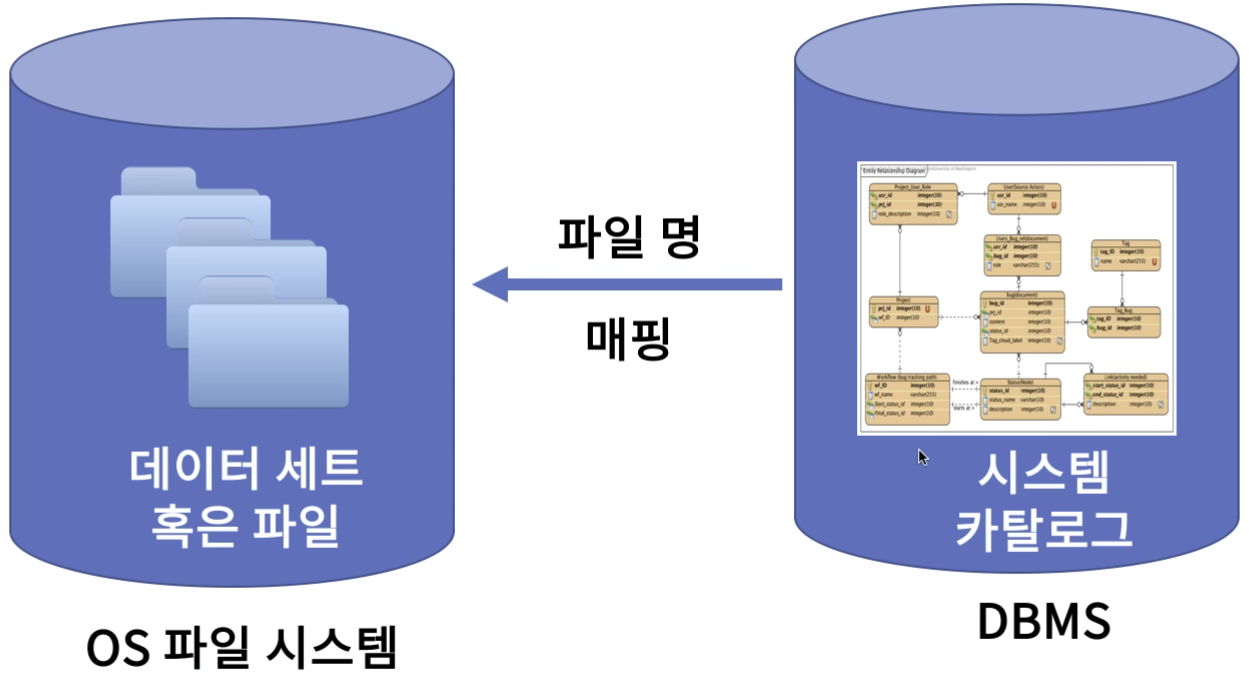 파일 명
매핑
데이터 세트
혹은 파일
OS 파일 시스템
Entity Relationship Diagram
Project_User_Role
usr_id integer(10)
prj_id integer(10)
role_description integer(10)
User(Source Actors)
usr_id integer(10)
usr_name integer(10)
Users_Bug_rel(document)
usr_id integer(10)
bug_id integer(10)
role varchar(255)
Tag
tag_ID integer(10)
name varchar(255)
Project
prj_id integer(10)
wf_ID integer(10)
Bug(document)
bug_id integer(10)
prj_id integer(10)
content integer(10)
status_id integer(10)
Tag_cloud_label integer(10)
Tag_Bug
tag_ID integer(10)
bug_id integer(10)
Workflow (bug tracking path)
wf_ID integer(10)
wf_name varchar(255)
Start_status_id integer(10)
Final_status_id integer(10)
finishes at >
starts at >
Status(Node)
status_id integer(10)
status_name varchar(10)
description integer(10)
Link(activity needed)
start_status_id integer(10)
end_status_id integer(10)
description integer(10)
시스템
카탈로그
DBMS